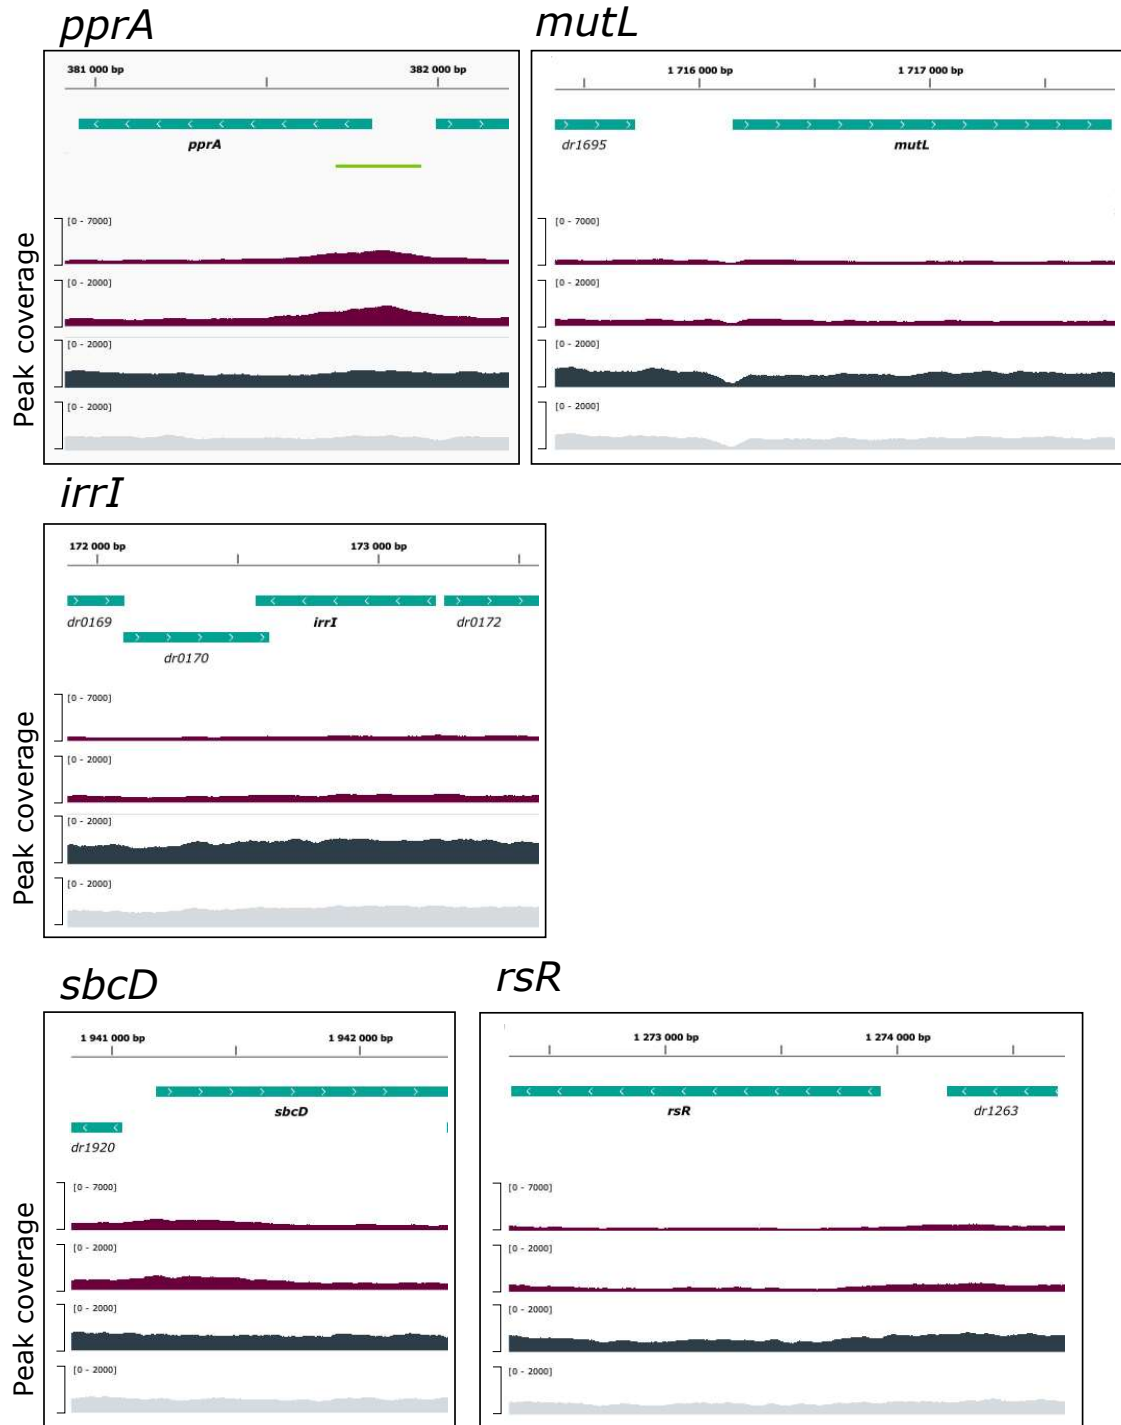 pprA
mutL
381 000 bp 382 000 bp
pprA
[0 - 7000]
[0 - 2000]
[0 - 2000]
[0 - 2000]
Peak coverage
1 716 000 bp 1 717 000 bp
dr1695 mutL
[0 - 7000]
[0 - 2000]
[0 - 2000]
[0 - 2000]
irrI
172 000 bp 173 000 bp
dr0169 irrI dr0172
dr0170
[0 - 7000]
[0 - 2000]
[0 - 2000]
[0 - 2000]
Peak coverage
sbcD
rsR
1 941 000 bp 1 942 000 bp
sbcD
dr1920
[0 - 7000]
[0 - 2000]
[0 - 2000]
[0 - 2000]
Peak coverage
1 273 000 bp 1 274 000 bp
rsR dr1263
[0 - 7000]
[0 - 2000]
[0 - 2000]
[0 - 2000]